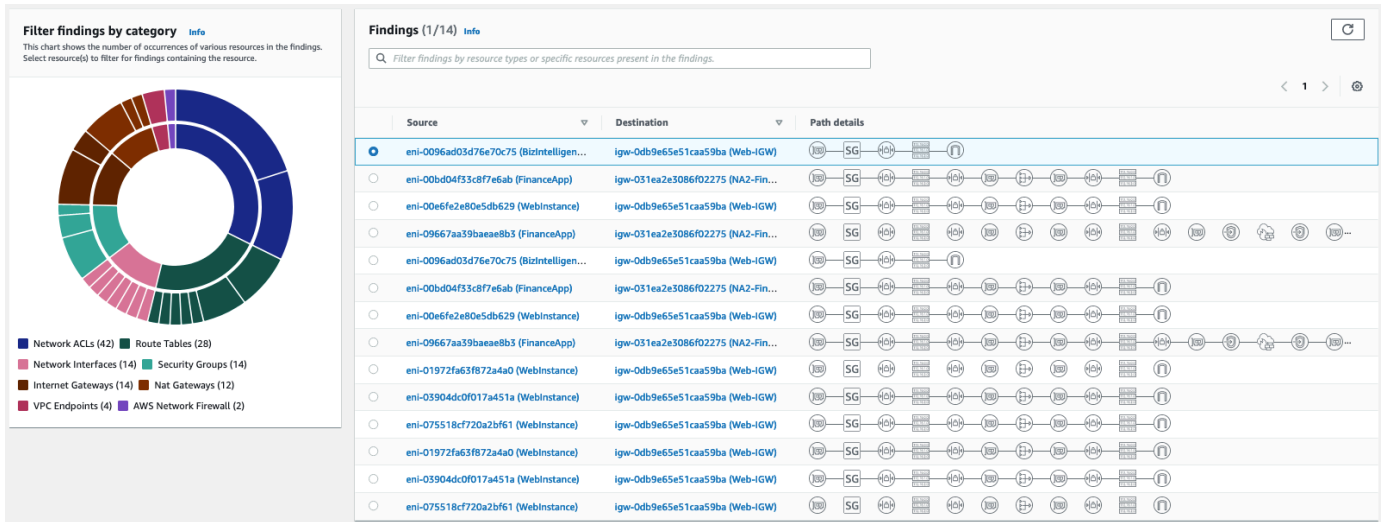 Filter findings by category Info
This chart shows the number of occurrences of various resources in the findings.
Select resource(s) to filter for findings containing the resource.
Network ACLs (42) Route Tables (28)
Network Interfaces (14) Security Groups (14)
Internet Gateways (14) Nat Gateways (12)
VPC Endpoints (4) AWS Network Firewall (2)
Findings (1/14) Info
Filter findings by resource types or specific resources present in the findings.
1
Source Destination Path details
eni-0096ad03d76e70c75 (BizIntelligen... igw-0db9e65e51caa59ba (Web-IGW) SG
eni-00bd04f33c8f7e6ab (FinanceApp) igw-031ea2e3086f02275 (NA2-Fin... SG
eni-00e6fe2e80e5db629 (WebInstance) igw-0db9e65e51caa59ba (Web-IGW) SG
eni-09667aa39baeae8b3 (FinanceApp) igw-031ea2e3086f02275 (NA2-Fin... SG ...
eni-0096ad03d76e70c75 (BizIntelligen... igw-0db9e65e51caa59ba (Web-IGW) SG
eni-00bd04f33c8f7e6ab (FinanceApp) igw-031ea2e3086f02275 (NA2-Fin... SG
eni-00e6fe2e80e5db629 (WebInstance) igw-0db9e65e51caa59ba (Web-IGW) SG
eni-09667aa39baeae8b3 (FinanceApp) igw-031ea2e3086f02275 (NA2-Fin... SG ...
eni-01972fa63f872a4a0 (WebInstance) igw-0db9e65e51caa59ba (Web-IGW) SG
eni-03904dc0f017a451a (WebInstance) igw-0db9e65e51caa59ba (Web-IGW) SG
eni-075518cf720a2bf61 (WebInstance) igw-0db9e65e51caa59ba (Web-IGW) SG
eni-01972fa63f872a4a0 (WebInstance) igw-0db9e65e51caa59ba (Web-IGW) SG
eni-03904dc0f017a451a (WebInstance) igw-0db9e65e51caa59ba (Web-IGW) SG
eni-075518cf720a2bf61 (WebInstance) igw-0db9e65e51caa59ba (Web-IGW) SG